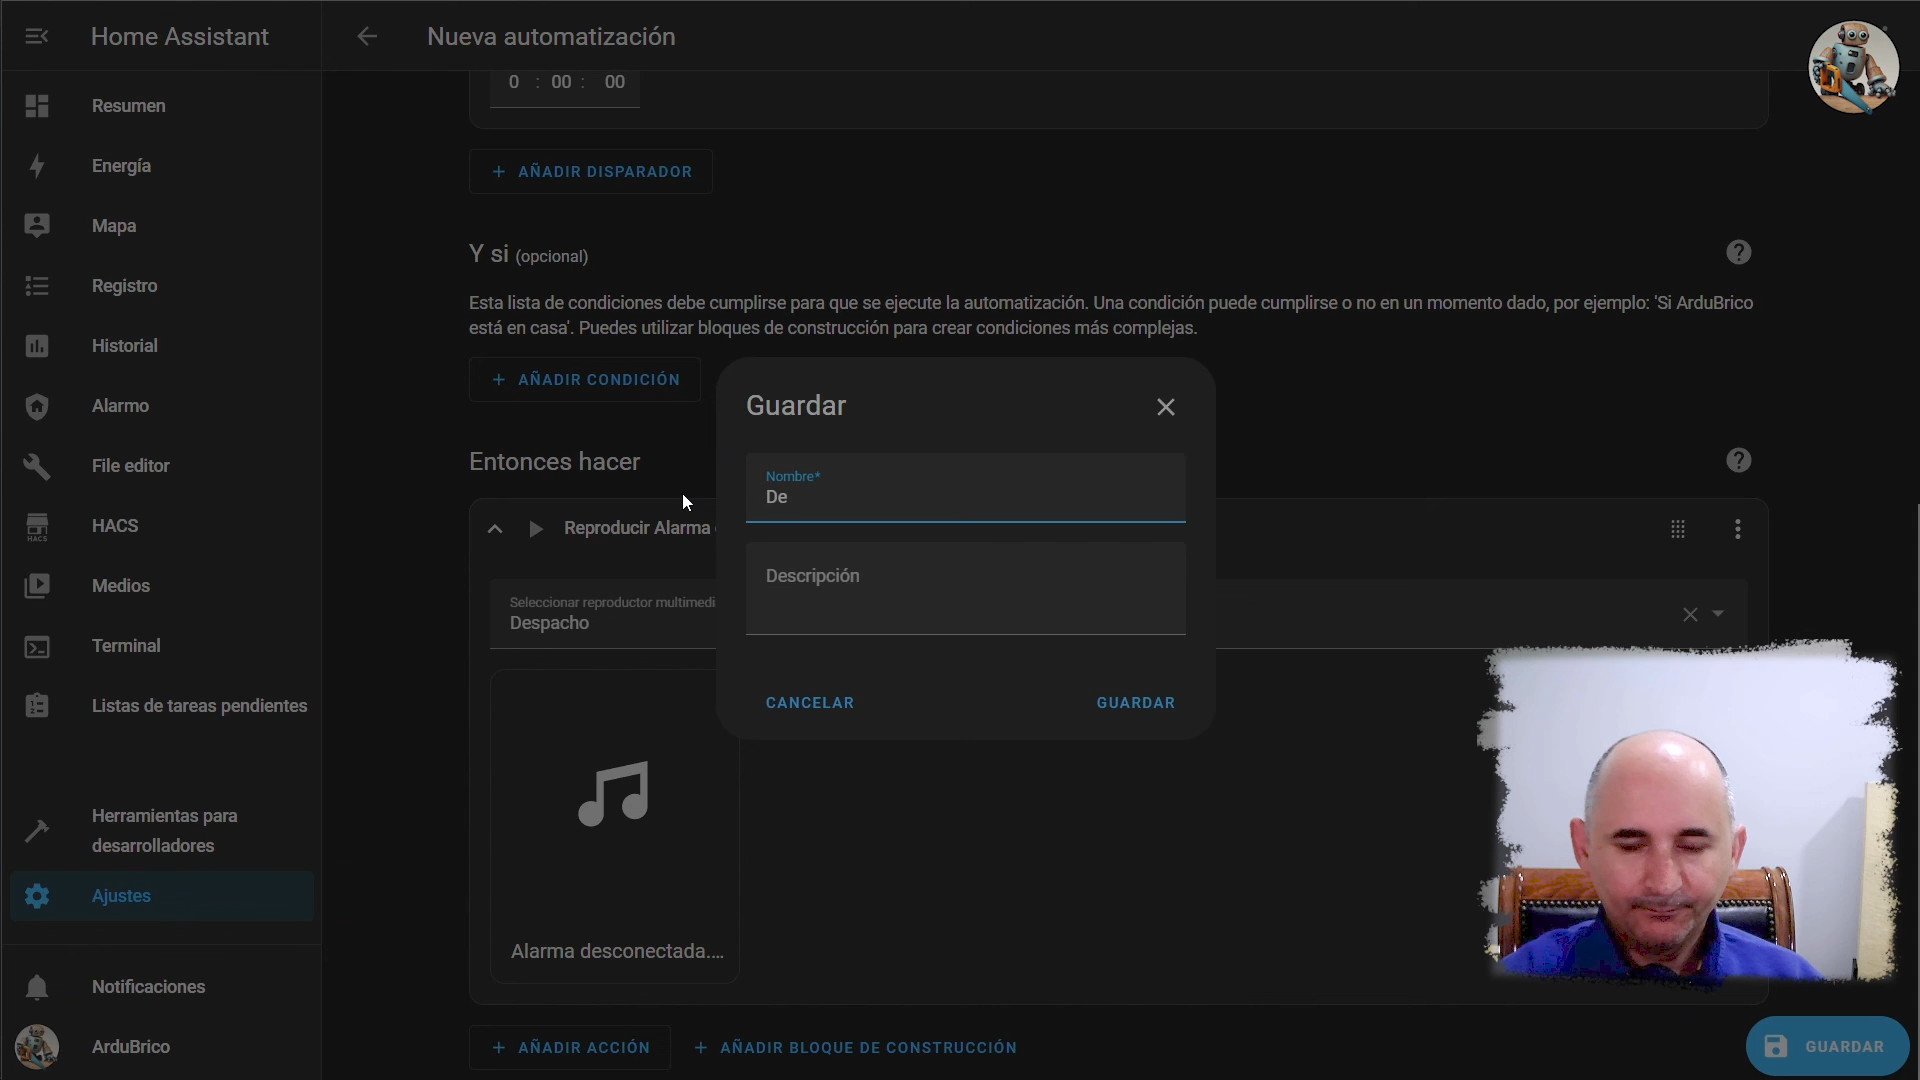 Home Assistant
Nueva automatización
Resumen
Energía
Mapa
Registro
Historial
Alarmo
File editor
HACS
HACS
Medios
Terminal
Listas de tareas pendientes
Herramientas para
desarrolladores
Ajustes
Notificaciones
ArduBrico
0 : 00 : 00
+ AÑADIR DISPARADOR
Y si (opcional)
Esta lista de condiciones debe cumplirse para que se ejecute la automatización. Una condición puede cumplirse o no en un momento dado, por ejemplo: 'Si ArduBrico
está en casa'. Puedes utilizar bloques de construcción para crear condiciones más complejas.
+ AÑADIR CONDICIÓN
Entonces hacer
Reproducir Alarma
Seleccionar reproductor multimedi
Despacho
Alarma desconectada....
+ AÑADIR ACCIÓN
+ AÑADIR BLOQUE DE CONSTRUCCIÓN
Guardar
Nombre*
De
Descripción
CANCELAR
GUARDAR
GUARDAR